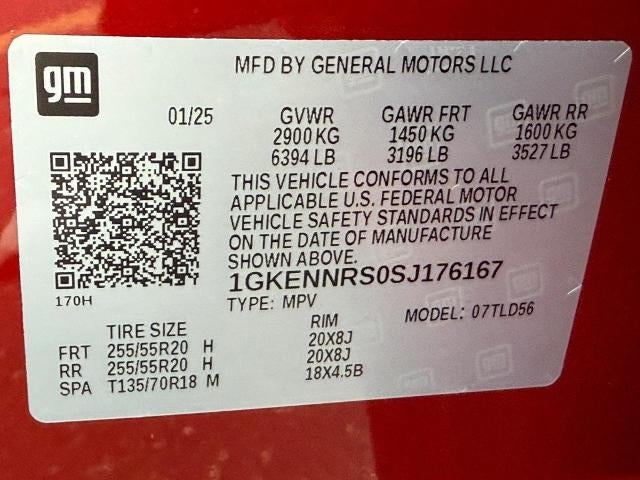 gm
MFD BY GENERAL MOTORS LLC
01/25 GVWR GAWR FRT GAWR RR
2900 KG 1450 KG 1600 KG
6394 LB 3196 LB 3527 LB
THIS VEHICLE CONFORMS TO ALL
APPLICABLE U.S. FEDERAL MOTOR
VEHICLE SAFETY STANDARDS IN EFFECT
ON THE DATE OF MANUFACTURE
SHOWN ABOVE.
1GKENNRS0SJ176167
170H
TYPE: MPV MODEL: 07TLD56
TIRE SIZE RIM
FRT 255/55R20 H 20X8J
RR 255/55R20 H 20X8J
SPA T135/70R18 M 18X4.5B